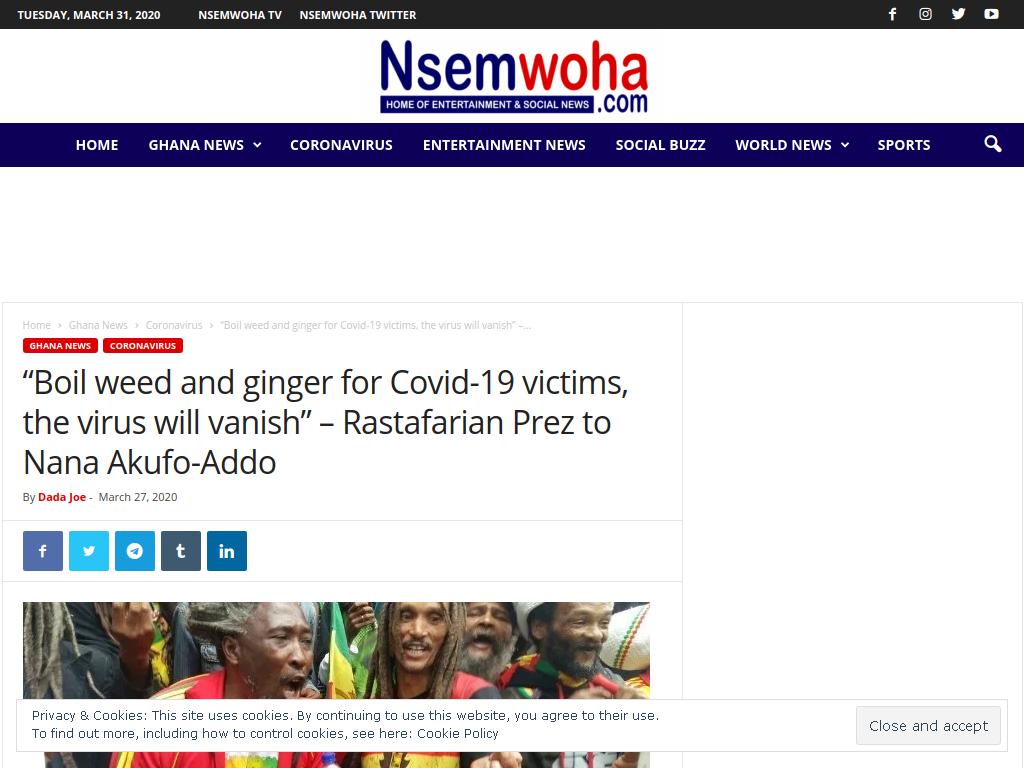 TUESDAY, MARCH 31, 2020 NSEMWOHA TV NSEMWOHA TWITTER
Nsemwoha
HOME OF ENTERTAINMENT & SOCIAL NEWS .com
HOME GHANA NEWS CORONAVIRUS ENTERTAINMENT NEWS SOCIAL BUZZ WORLD NEWS SPORTS
Home › Ghana News › Coronavirus › “Boil weed and ginger for Covid-19 victims, the virus will vanish” –...
GHANA NEWS CORONAVIRUS
“Boil weed and ginger for Covid-19 victims,
the virus will vanish” – Rastafarian Prez to
Nana Akufo-Addo
By Dada Joe - March 27, 2020
Privacy & Cookies: This site uses cookies. By continuing to use this website, you agree to their use.
To find out more, including how to control cookies, see here: Cookie Policy
Close and accept